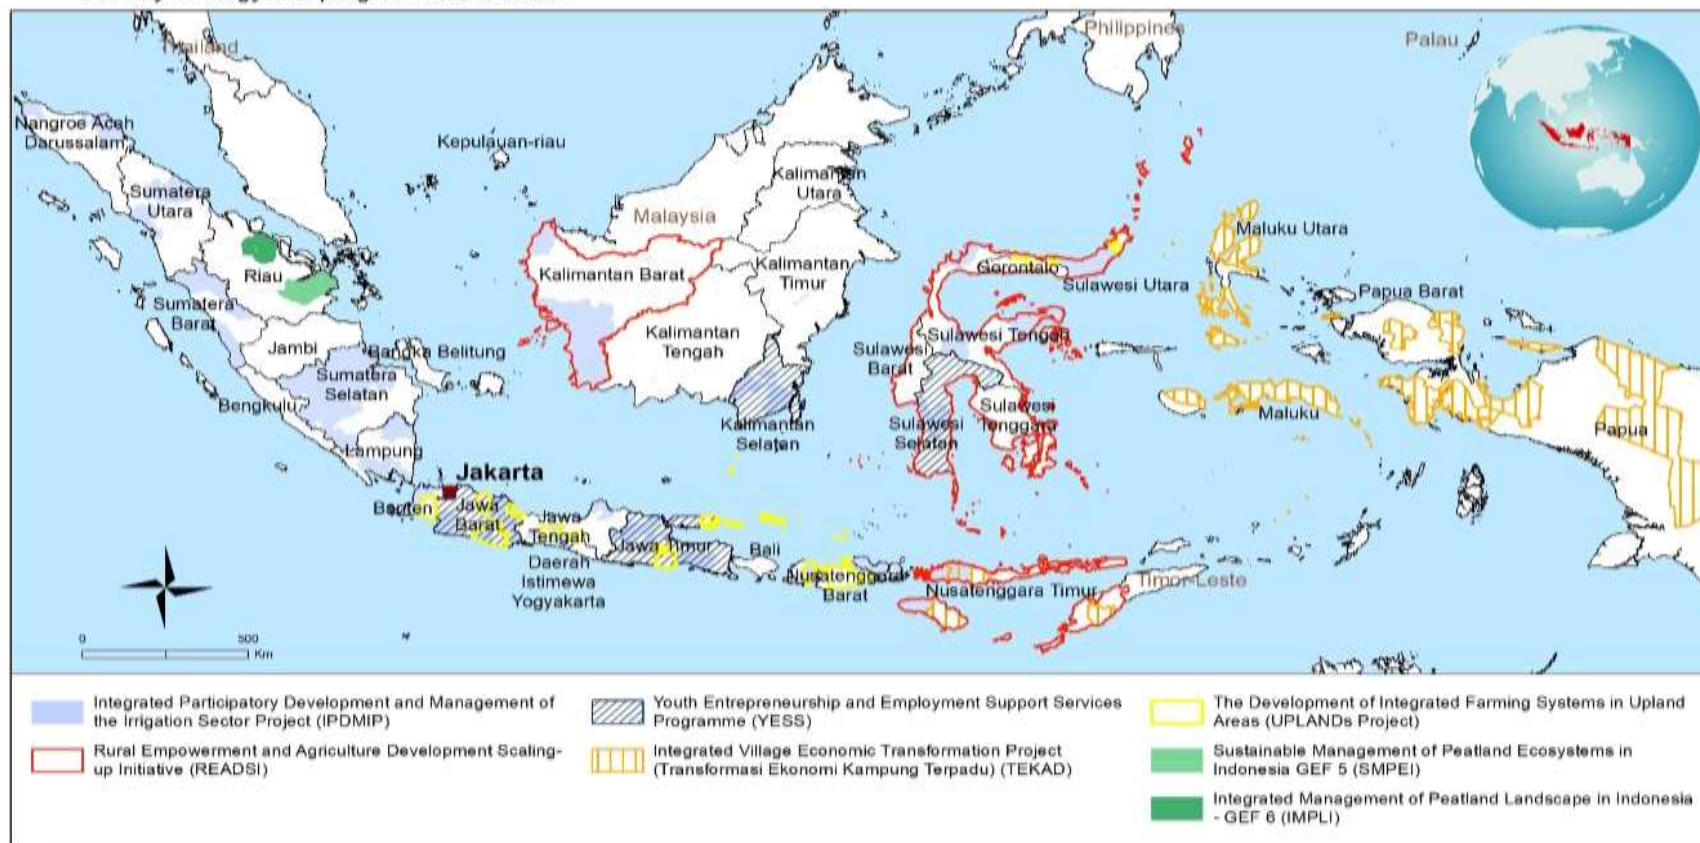 Thailand
Philippines
Palau
Nangroe Aceh
Darussalam
Kepulauan-riau
Kalimantan
Utara
Sumatera
Utara
Malaysia
Maluku Utara
Riau
Kalimantan Barat
Kalimantan
Timur
Gorontalo
Sulawesi Utara
Papua Barat
Sumatera
Barat
Jambi
Bangka Belitung
Kalimantan
Tengah
Sulawesi Tengah
Sulawesi
Barat
Sumatera
Selatan
Bengkulu
Lampung
Kalimantan
Selatan
Sulawesi
Selatan
Sulawesi
Tenggara
Maluku
Papua
Jakarta
Banten
Jawa
Barat
Jawa
Tengah
Jawa Timur
Bali
Daerah
Istimewa
Yogyakarta
Nusatenggara
Barat
Nusatenggara Timur
Timor-Leste
0 500
Km
Integrated Participatory Development and Management of
the Irrigation Sector Project (IPDMIP)
Rural Empowerment and Agriculture Development Scaling-
up Initiative (READSI)
Youth Entrepreneurship and Employment Support Services
Programme (YESS)
Integrated Village Economic Transformation Project
(Transformasi Ekonomi Kampung Terpadu) (TEKAD)
The Development of Integrated Farming Systems in Upland
Areas (UPLANDs Project)
Sustainable Management of Peatland Ecosystems in
Indonesia GEF 5 (SMPEI)
Integrated Management of Peatland Landscape in Indonesia
- GEF 6 (IMPLI)